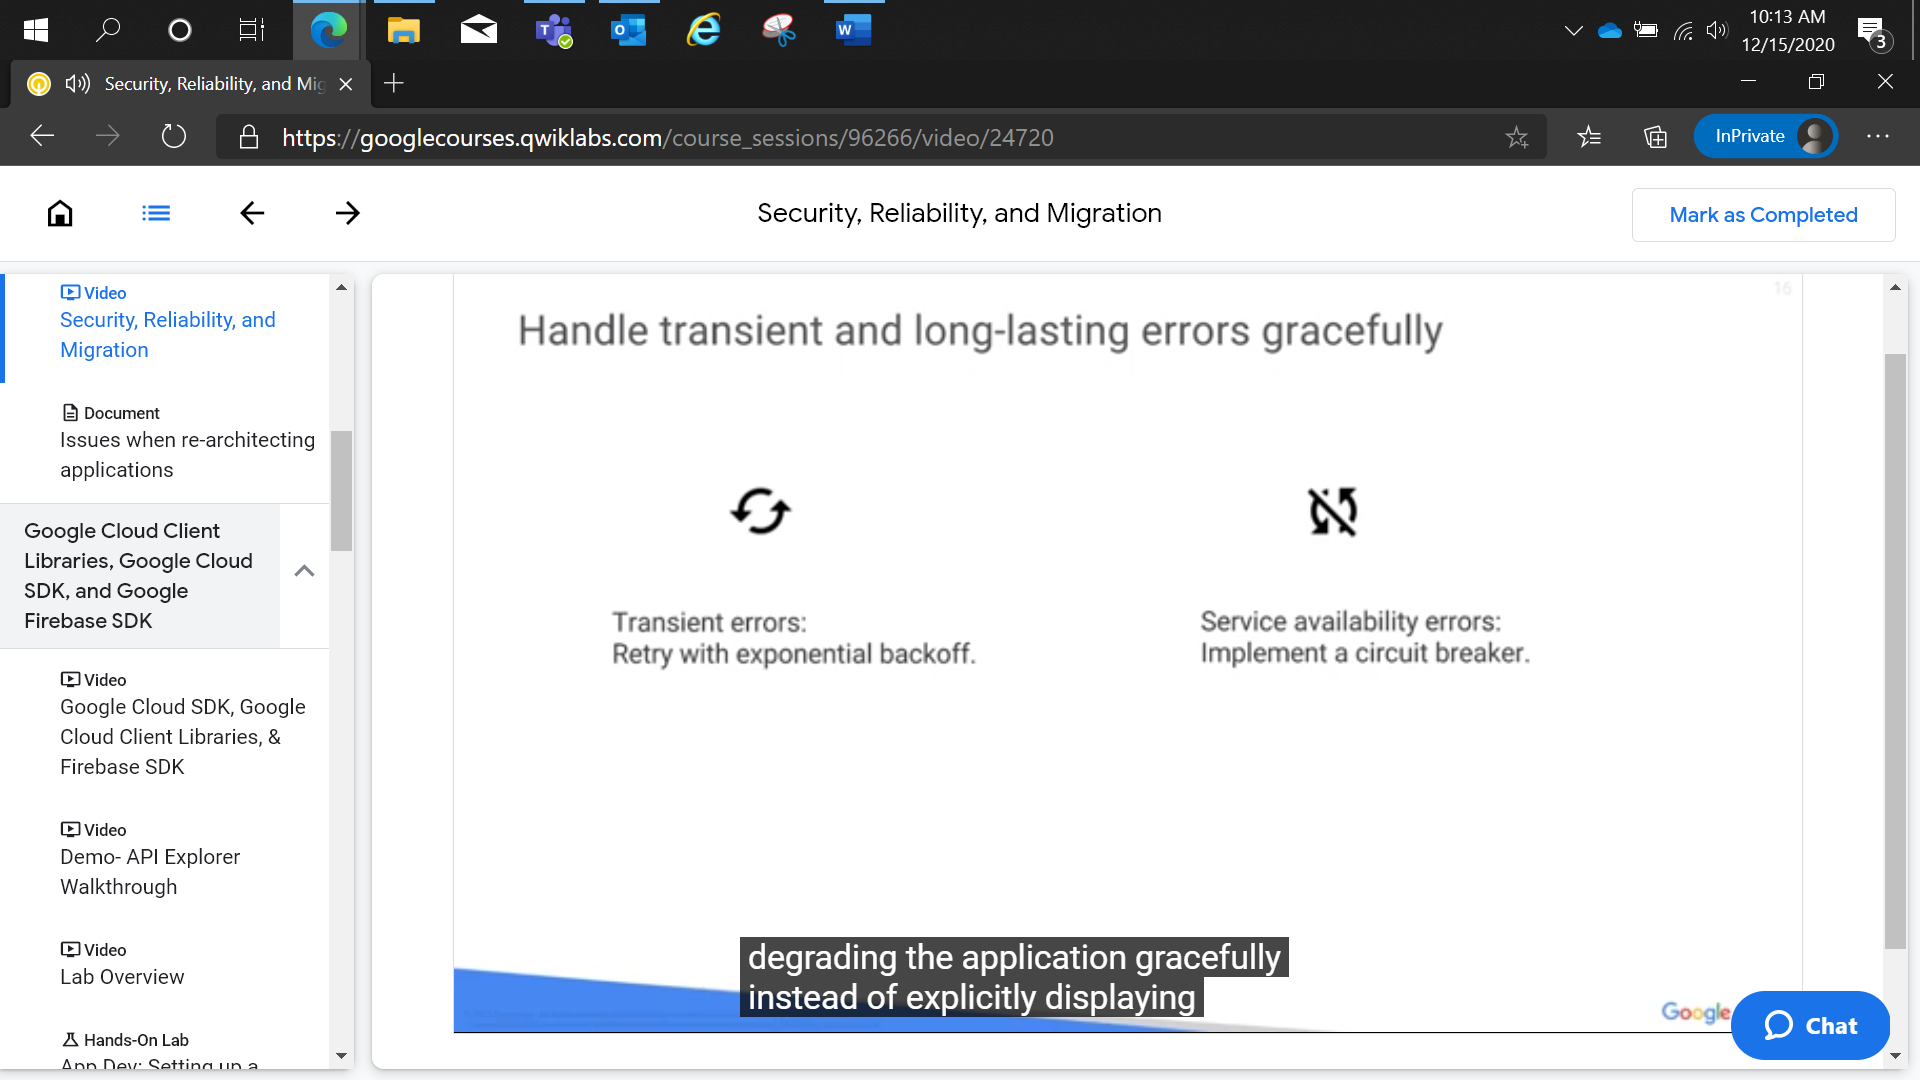 10:13 AM
12/15/2020
3
Security, Reliability, and Mig
https://googlecourses.qwiklabs.com/course_sessions/96266/video/24720
InPrivate
Security, Reliability, and Migration
Mark as Completed
Video
Security, Reliability, and
Migration
Document
Issues when re-architecting
applications
Google Cloud Client
Libraries, Google Cloud
SDK, and Google
Firebase SDK
Video
Google Cloud SDK, Google
Cloud Client Libraries, &
Firebase SDK
Video
Demo- API Explorer
Walkthrough
Video
Lab Overview
Hands-On Lab
App Dev: Setting up a
16
Handle transient and long-lasting errors gracefully
Transient errors:
Retry with exponential backoff.
Service availability errors:
Implement a circuit breaker.
degrading the application gracefully
instead of explicitly displaying
Google
Chat